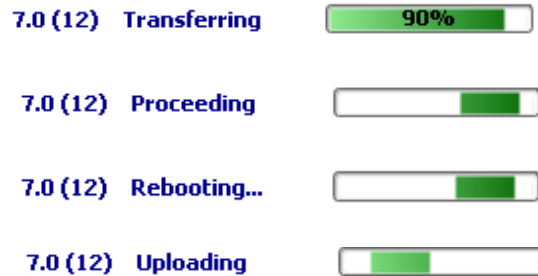 7.0 (12) Transferring 90%
7.0 (12) Proceeding
7.0 (12) Rebooting...
7.0 (12) Uploading